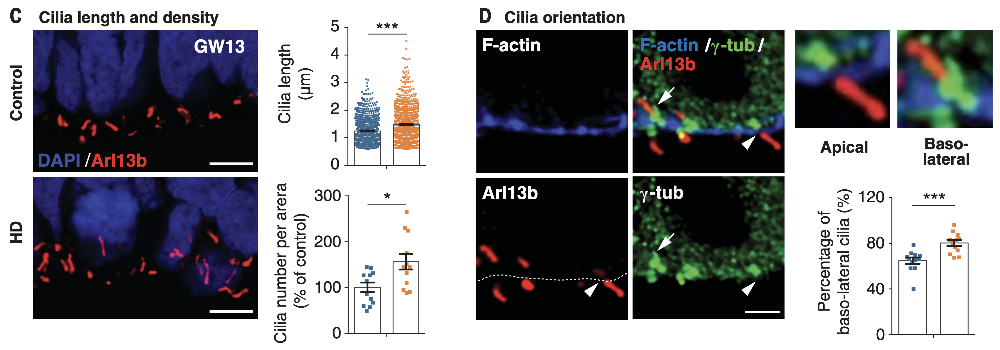 C Cilia length and density
Control
GW13
DAPI /Arl13b
HD
Cilia length
(µm)
5
4
3
2
1
0
***
Cilia number per arera
(% of control)
300
200
100
0
*
D Cilia orientation
F-actin
F-actin /γ-tub /
Arl13b
Arl13b
γ-tub
Apical
Baso-
lateral
Percentage of
baso-lateral cilia (%)
120
80
40
0
***